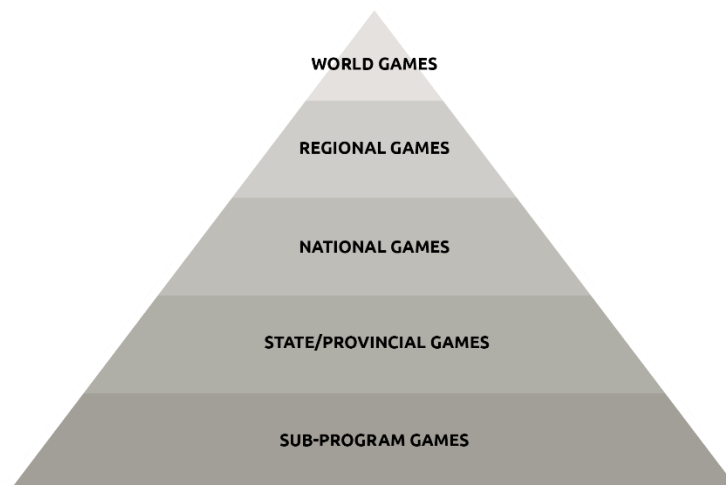 WORLD GAMES
REGIONAL GAMES
NATIONAL GAMES
STATE/PROVINCIAL GAMES
SUB-PROGRAM GAMES